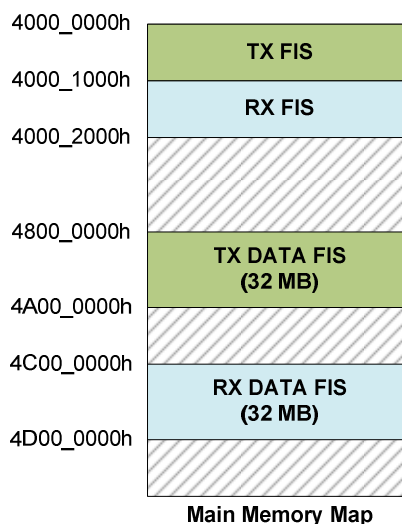 4000_0000h
TX FIS
4000_1000h
RX FIS
4000_2000h
4800_0000h
TX DATA FIS
(32 MB)
4A00_0000h
4C00_0000h
RX DATA FIS
(32 MB)
4D00_0000h
Main Memory Map